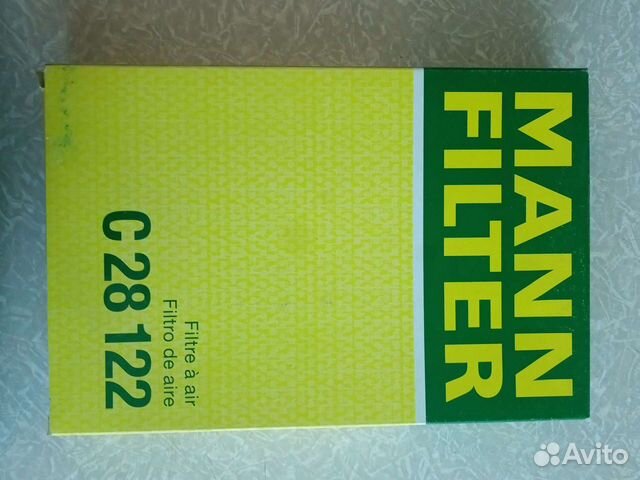 MANN
FILTER
Filtre à air
Filtro de aire
C 28 122
Avito